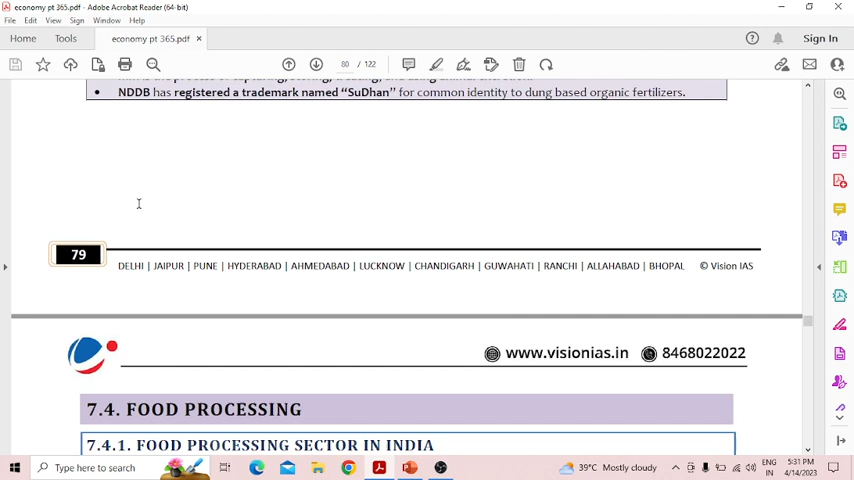 economy pt 365.pdf - Adobe Acrobat Reader (64-bit)
File Edit View Sign Window Help
Home Tools economy pt 365.pdf × Sign In
80 / 122
NDDB has registered a trademark named “SuDhan” for common identity to dung based organic fertilizers.
79
DELHI | JAIPUR | PUNE | HYDERABAD | AHMEDABAD | LUCKNOW | CHANDIGARH | GUWAHATI | RANCHI | ALLAHABAD | BHOPAL © Vision IAS
www.visionias.in 8468022022
7.4. FOOD PROCESSING
7.4.1. FOOD PROCESSING SECTOR IN INDIA
Type here to search 39°C Mostly cloudy ENG IN 5:31 PM 4/14/2023